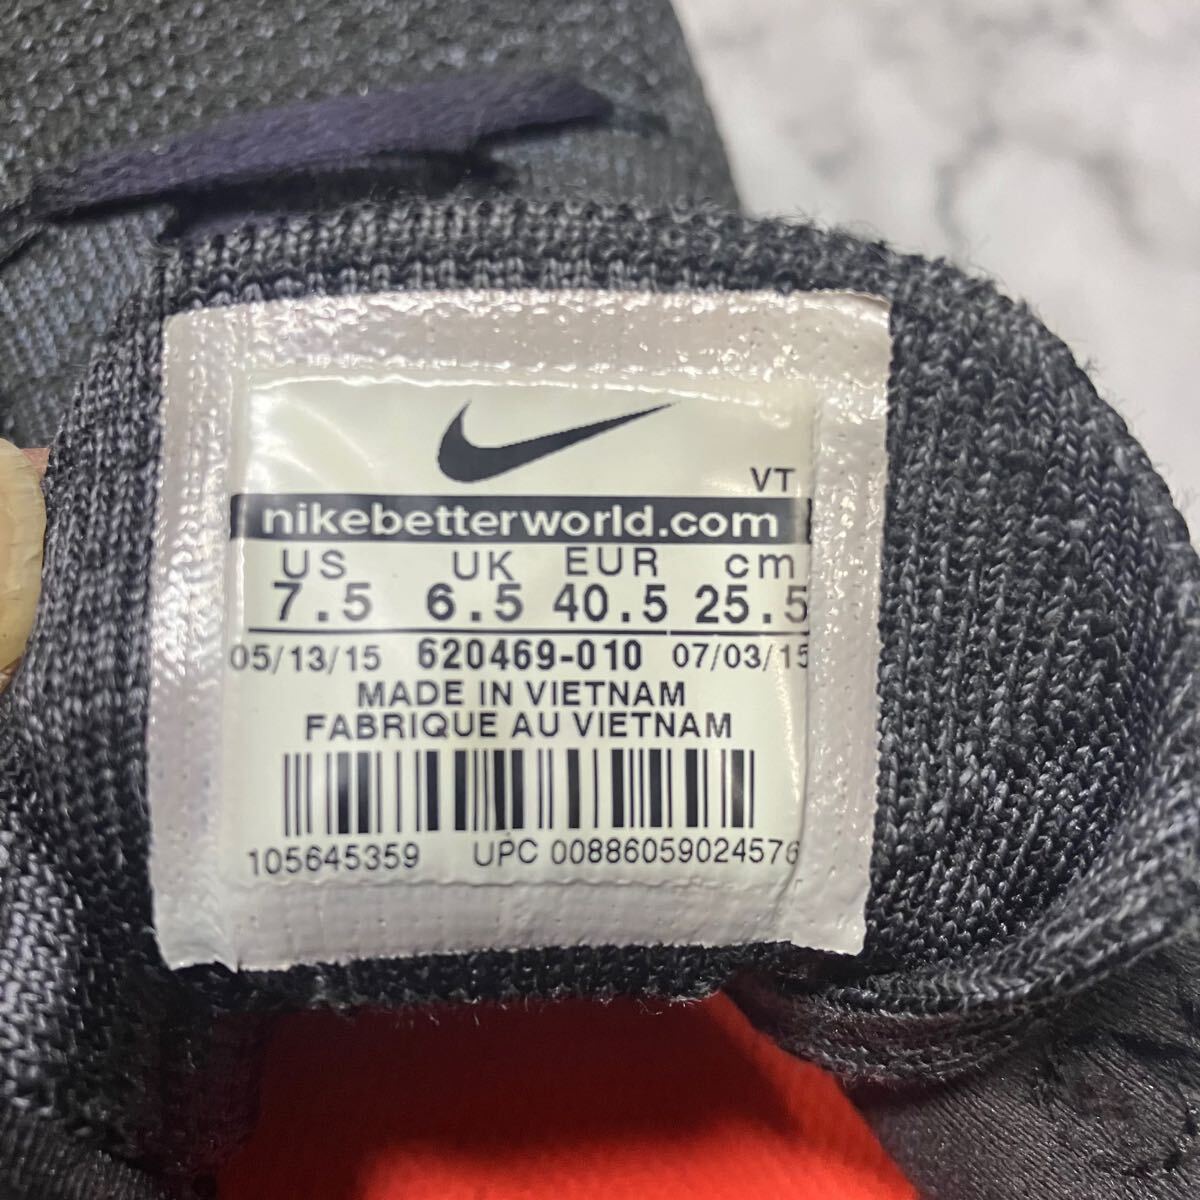 VT
nikebetterworld.com
US UK EUR cm
7.5 6.5 40.5 25.5
05/13/15 620469-010 07/03/15
MADE IN VIETNAM
FABRIQUE AU VIETNAM
105645359 UPC 00886059024576